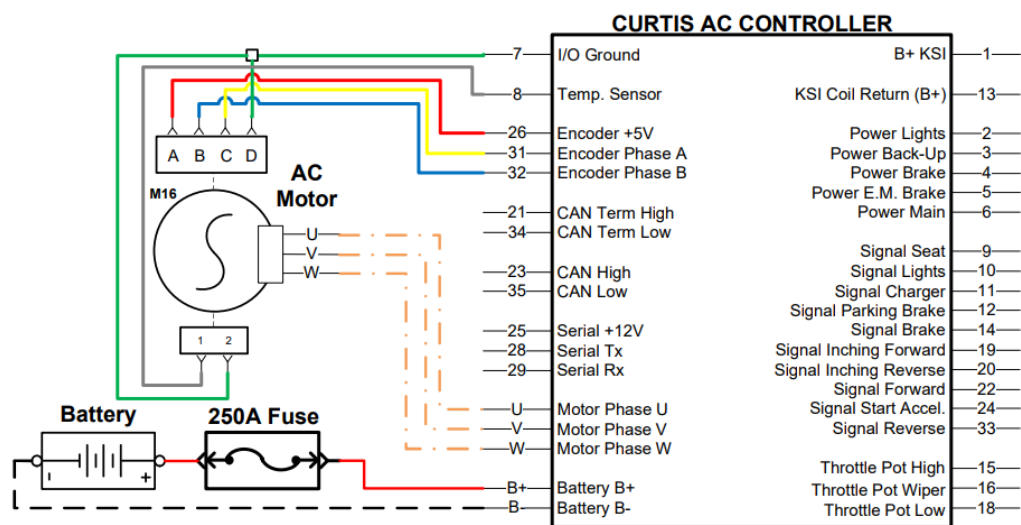 CURTIS AC CONTROLLER
7 I/O Ground B+ KSI 1
8 Temp. Sensor KSI Coil Return (B+) 13
26 Encoder +5V Power Lights 2
31 Encoder Phase A Power Back-Up 3
32 Encoder Phase B Power Brake 4
Power E.M. Brake 5
21 CAN Term High Power Main 6
34 CAN Term Low
Signal Seat 9
23 CAN High Signal Lights 10
35 CAN Low Signal Charger 11
Signal Parking Brake 12
25 Serial +12V Signal Brake 14
28 Serial Tx Signal Inching Forward 19
29 Serial Rx Signal Inching Reverse 20
Signal Forward 22
U Motor Phase U Signal Start Accel. 24
V Motor Phase V Signal Reverse 33
W Motor Phase W
Throttle Pot High 15
B+ Battery B+ Throttle Pot Wiper 16
B- Battery B- Throttle Pot Low 18
A B C D
M16
AC
Motor
U
V
W
1 2
Battery
- +
250A Fuse